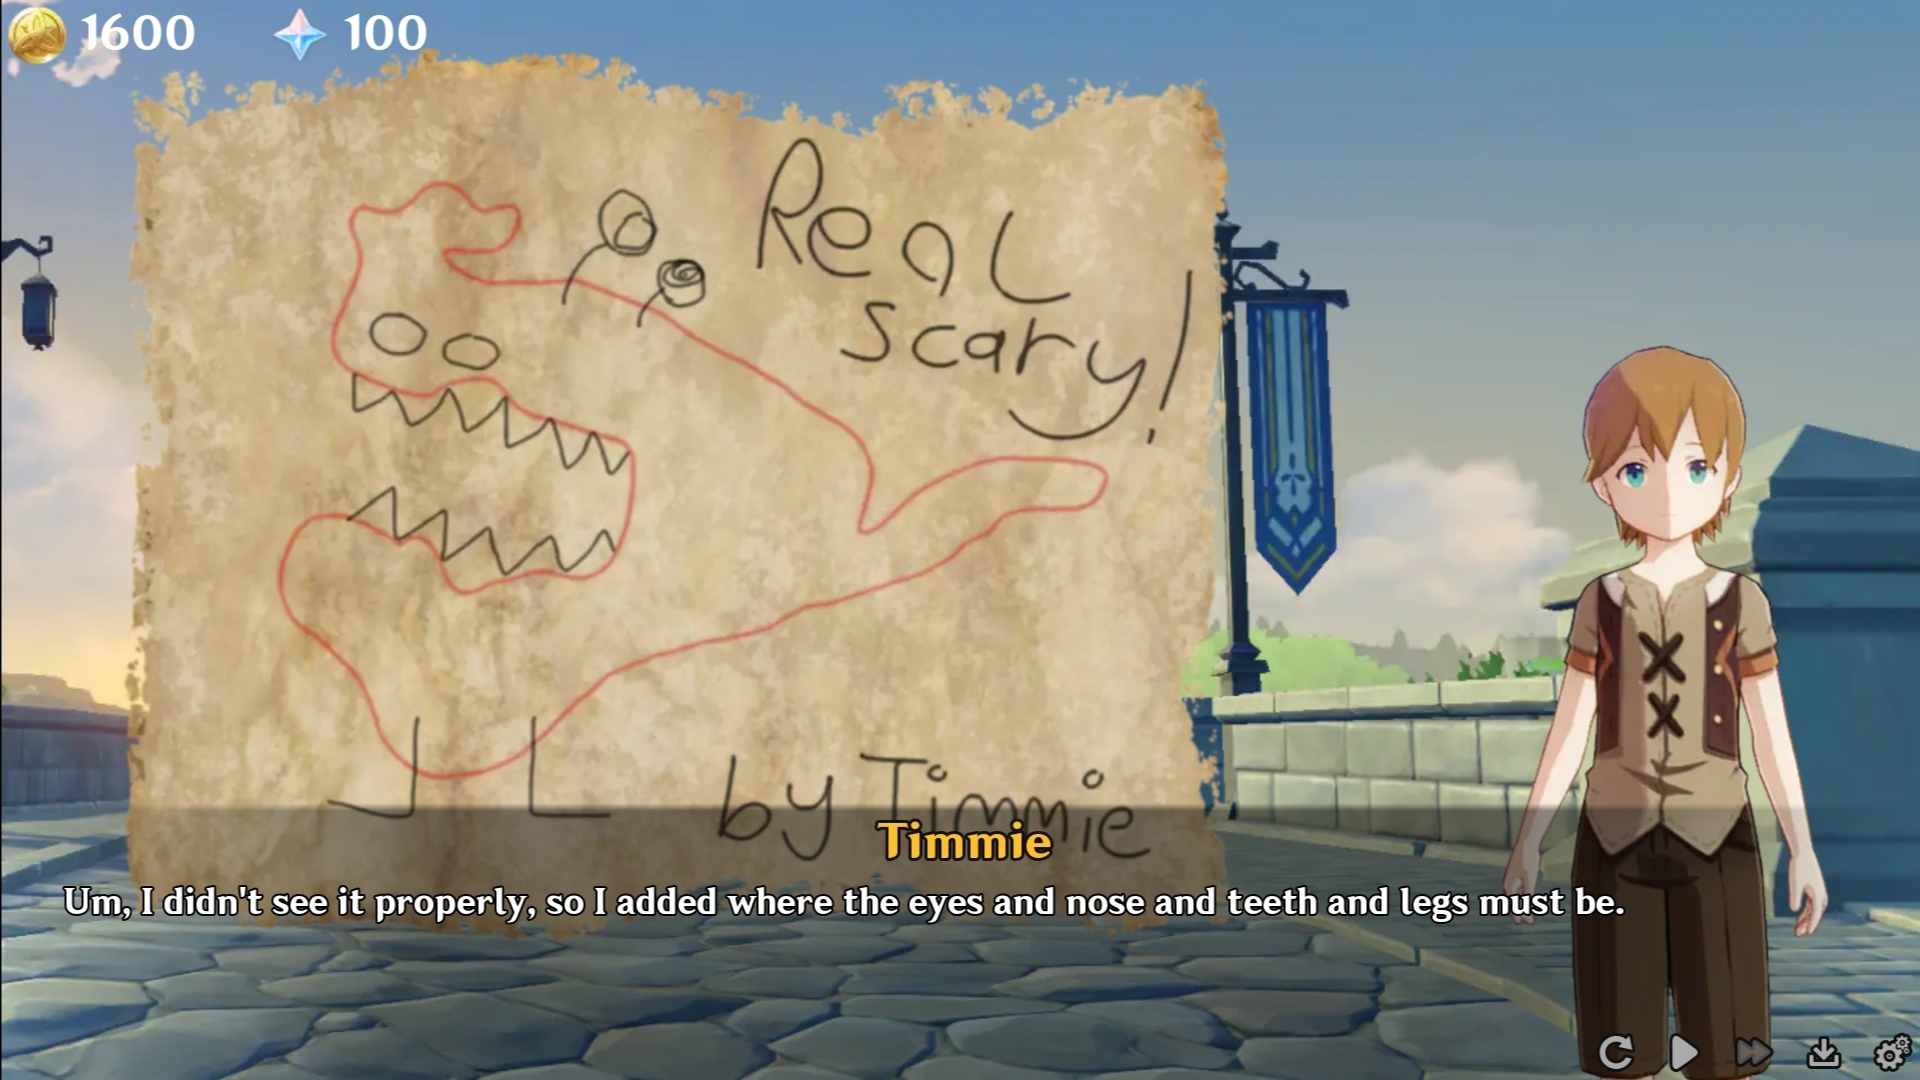 1600
100
Real
scary!
by Timmie
Timmie
Um, I didn't see it properly, so I added where the eyes and nose and teeth and legs must be.